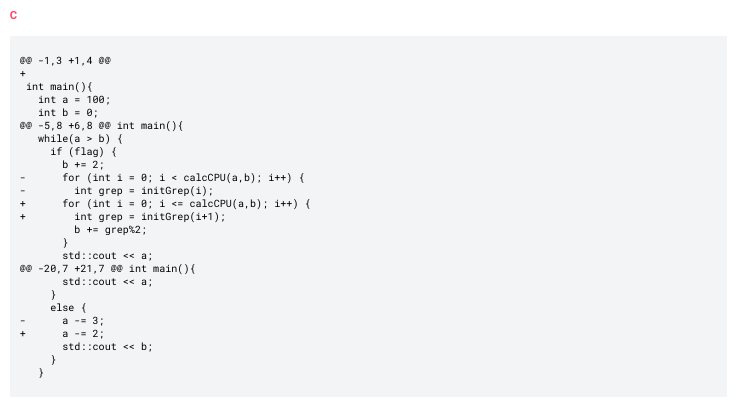 C
@@ -1,3 +1,4 @@
+
 int main(){
   int a = 100;
   int b = 0;
@@ -5,8 +6,8 @@ int main(){
   while(a > b) {
     if (flag) {
       b += 2;
-      for (int i = 0; i < calcCPU(a,b); i++) {
-        int grep = initGrep(i);
+      for (int i = 0; i <= calcCPU(a,b); i++) {
+        int grep = initGrep(i+1);
         b += grep%2;
       }
       std::cout << a;
@@ -20,7 +21,7 @@ int main(){
       std::cout << a;
     }
     else {
-      a -= 3;
+      a -= 2;
       std::cout << b;
     }
   }